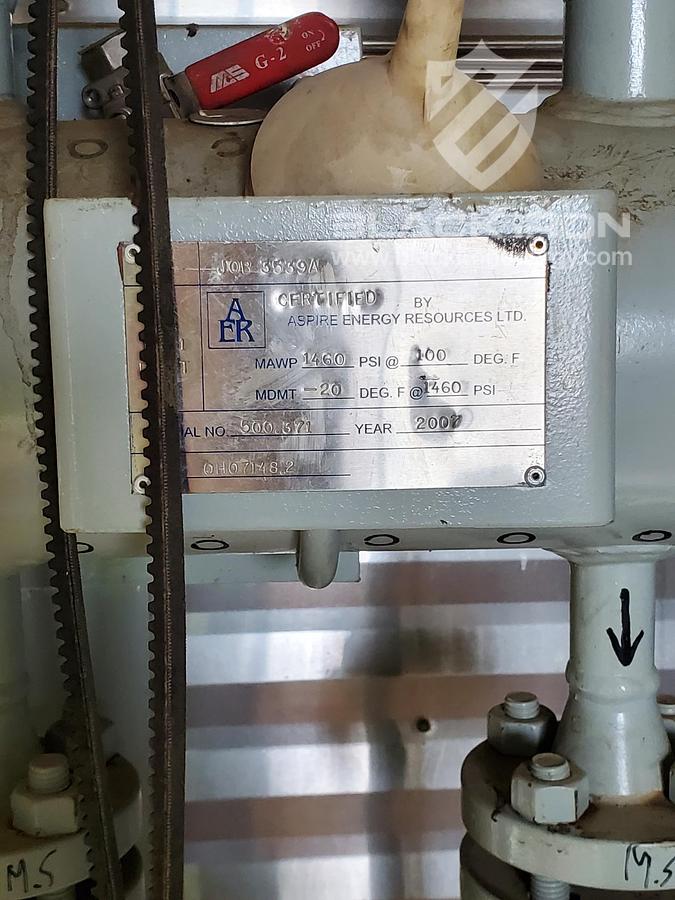 MS
G-2
ON
OFF
JOB 3539A
AER
CERTIFIED BY
ASPIRE ENERGY RESOURCES LTD.
MAWP 1460 PSI @ 100 DEG. F
MDMT -20 DEG. F @ 1460 PSI
AL NO. 500.371 YEAR 2007
0H07148.2
M.S
M.S